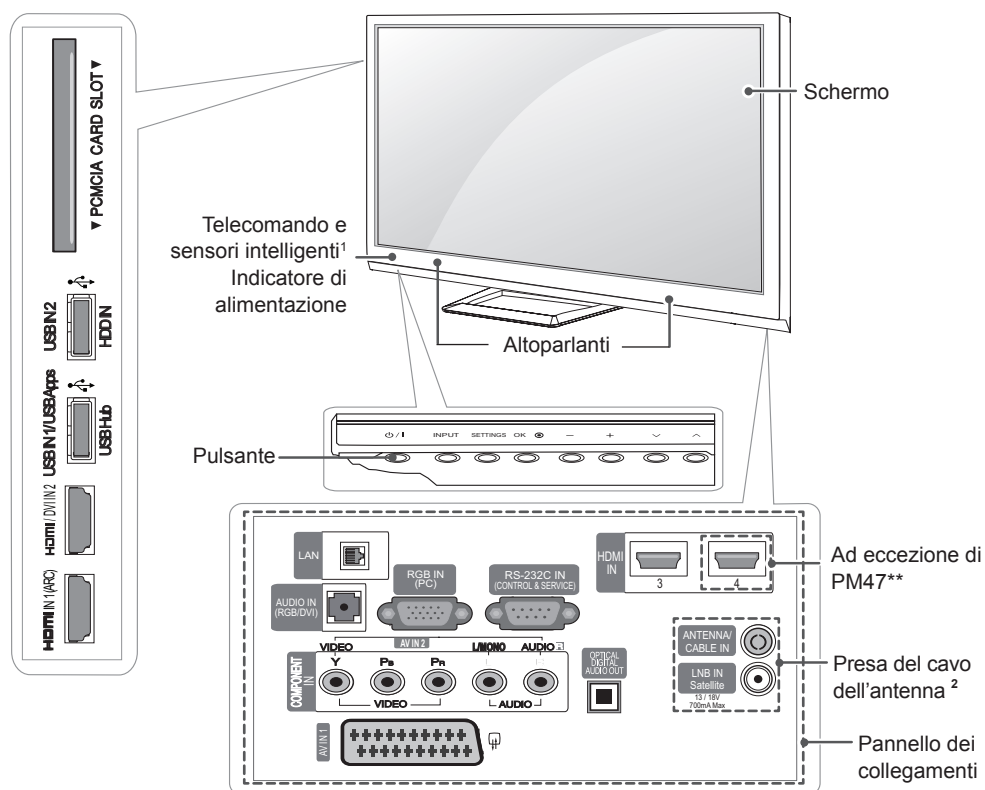 ▼ PCMCIA CARD SLOT ▼
USB IN 2
HDD IN
USB IN 1/USB Apps
USB Hub
HDMI / DVI IN 2
HDMI IN 1 (ARC)
Schermo
Telecomando e
sensori intelligenti¹
Indicatore di
alimentazione
Altoparlanti
⏻ / I INPUT SETTINGS OK ⦿ − + ∨ ∧
Pulsante
LAN
HDMI
IN
3
4
Ad eccezione di
PM47**
RGB IN
(PC)
RS-232C IN
(CONTROL & SERVICE)
AUDIO IN
(RGB/DVI)
VIDEO AV IN 2 L/MONO AUDIO R
COMPONENT
IN
Y PB PR
VIDEO AUDIO
OPTICAL
DIGITAL
AUDIO OUT
ANTENNA/
CABLE IN
LNB IN
Satellite
13 / 18V
700mA Max
Presa del cavo
dell'antenna ²
AV IN 1
Pannello dei
collegamenti